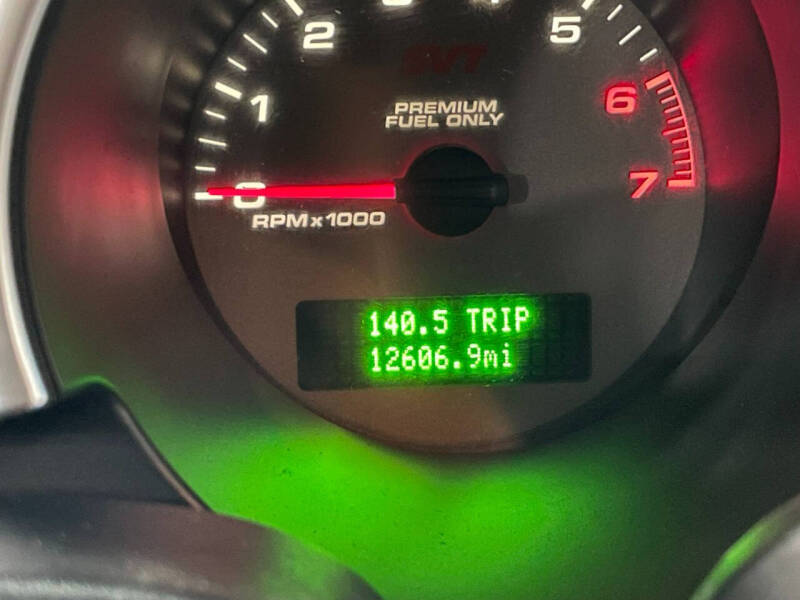 2
5
SVT
1
PREMIUM
FUEL ONLY
6
0
7
RPMx1000
140.5 TRIP
12606.9mi